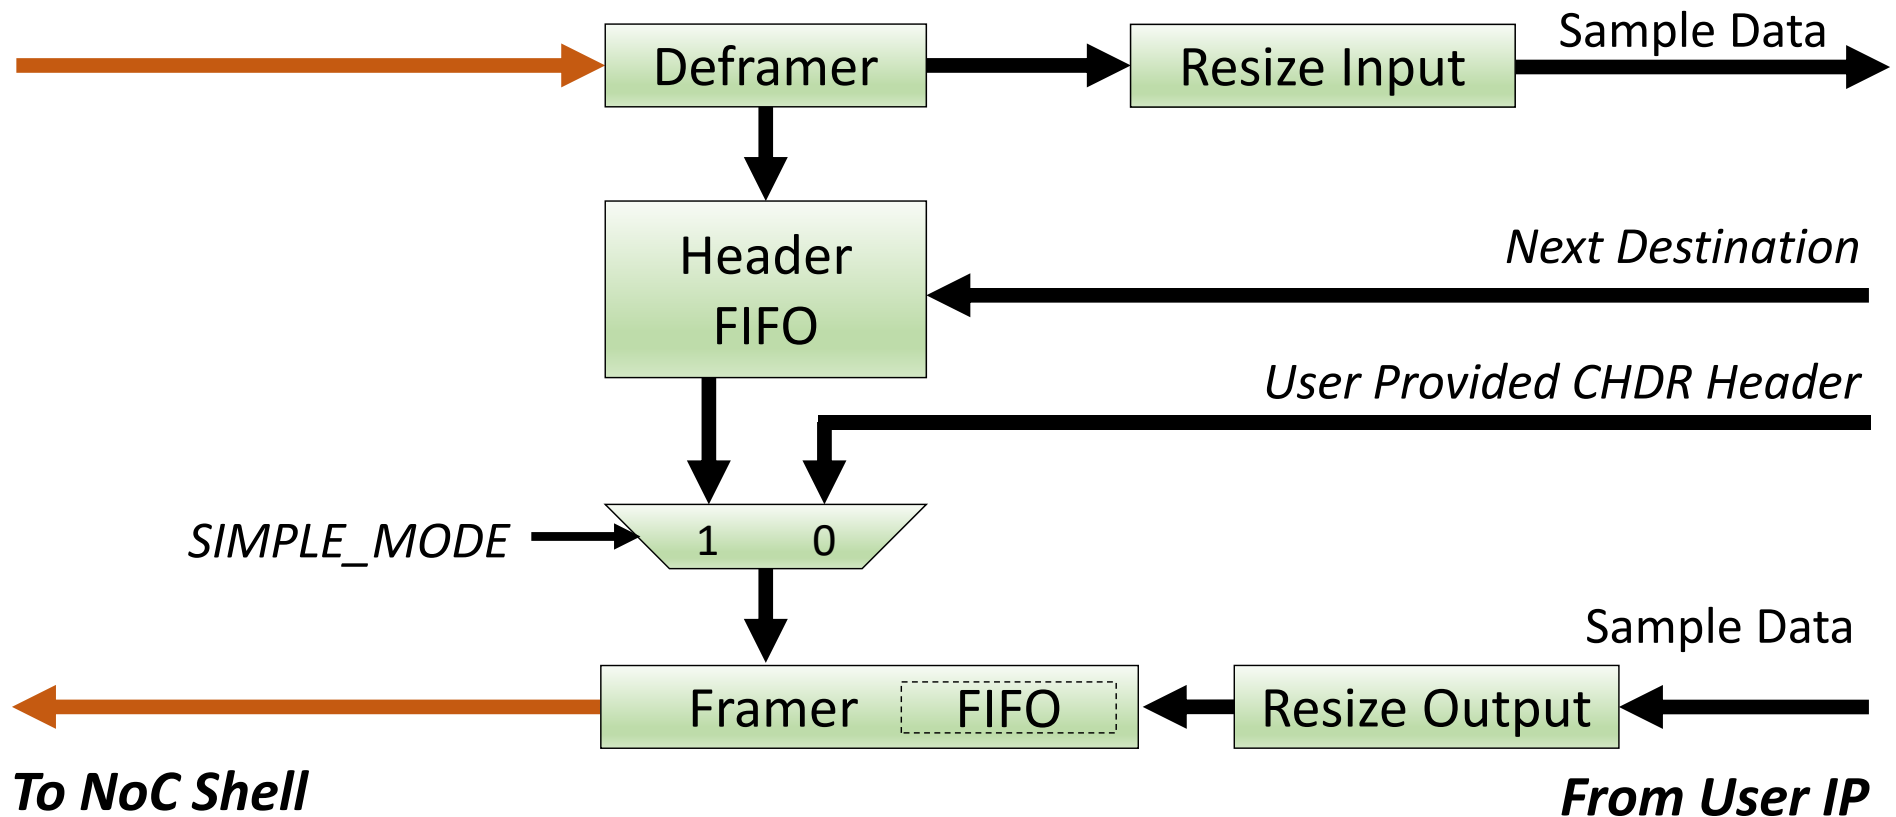 Sample Data
Deframer
Resize Input
Header
FIFO
Next Destination
User Provided CHDR Header
SIMPLE_MODE
1
0
Sample Data
Framer
FIFO
Resize Output
To NoC Shell
From User IP